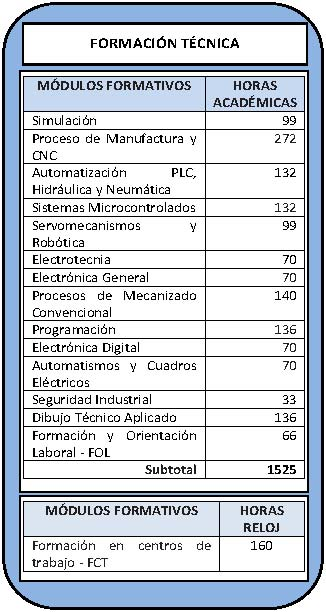 FORMACIÓN TÉCNICA
MÓDULOS FORMATIVOS HORAS
ACADÉMICAS
Simulación 99
Proceso de Manufactura y 272
CNC
Automatización PLC, 132
Hidráulica y Neumática
Sistemas Microcontrolados 132
Servomecanismos y 99
Robótica
Electrotecnia 70
Electrónica General 70
Procesos de Mecanizado 140
Convencional
Programación 136
Electrónica Digital 70
Automatismos y Cuadros 70
Eléctricos
Seguridad Industrial 33
Dibujo Técnico Aplicado 136
Formación y Orientación 66
Laboral - FOL
Subtotal 1525
MÓDULOS FORMATIVOS HORAS
RELOJ
Formación en centros de 160
trabajo - FCT